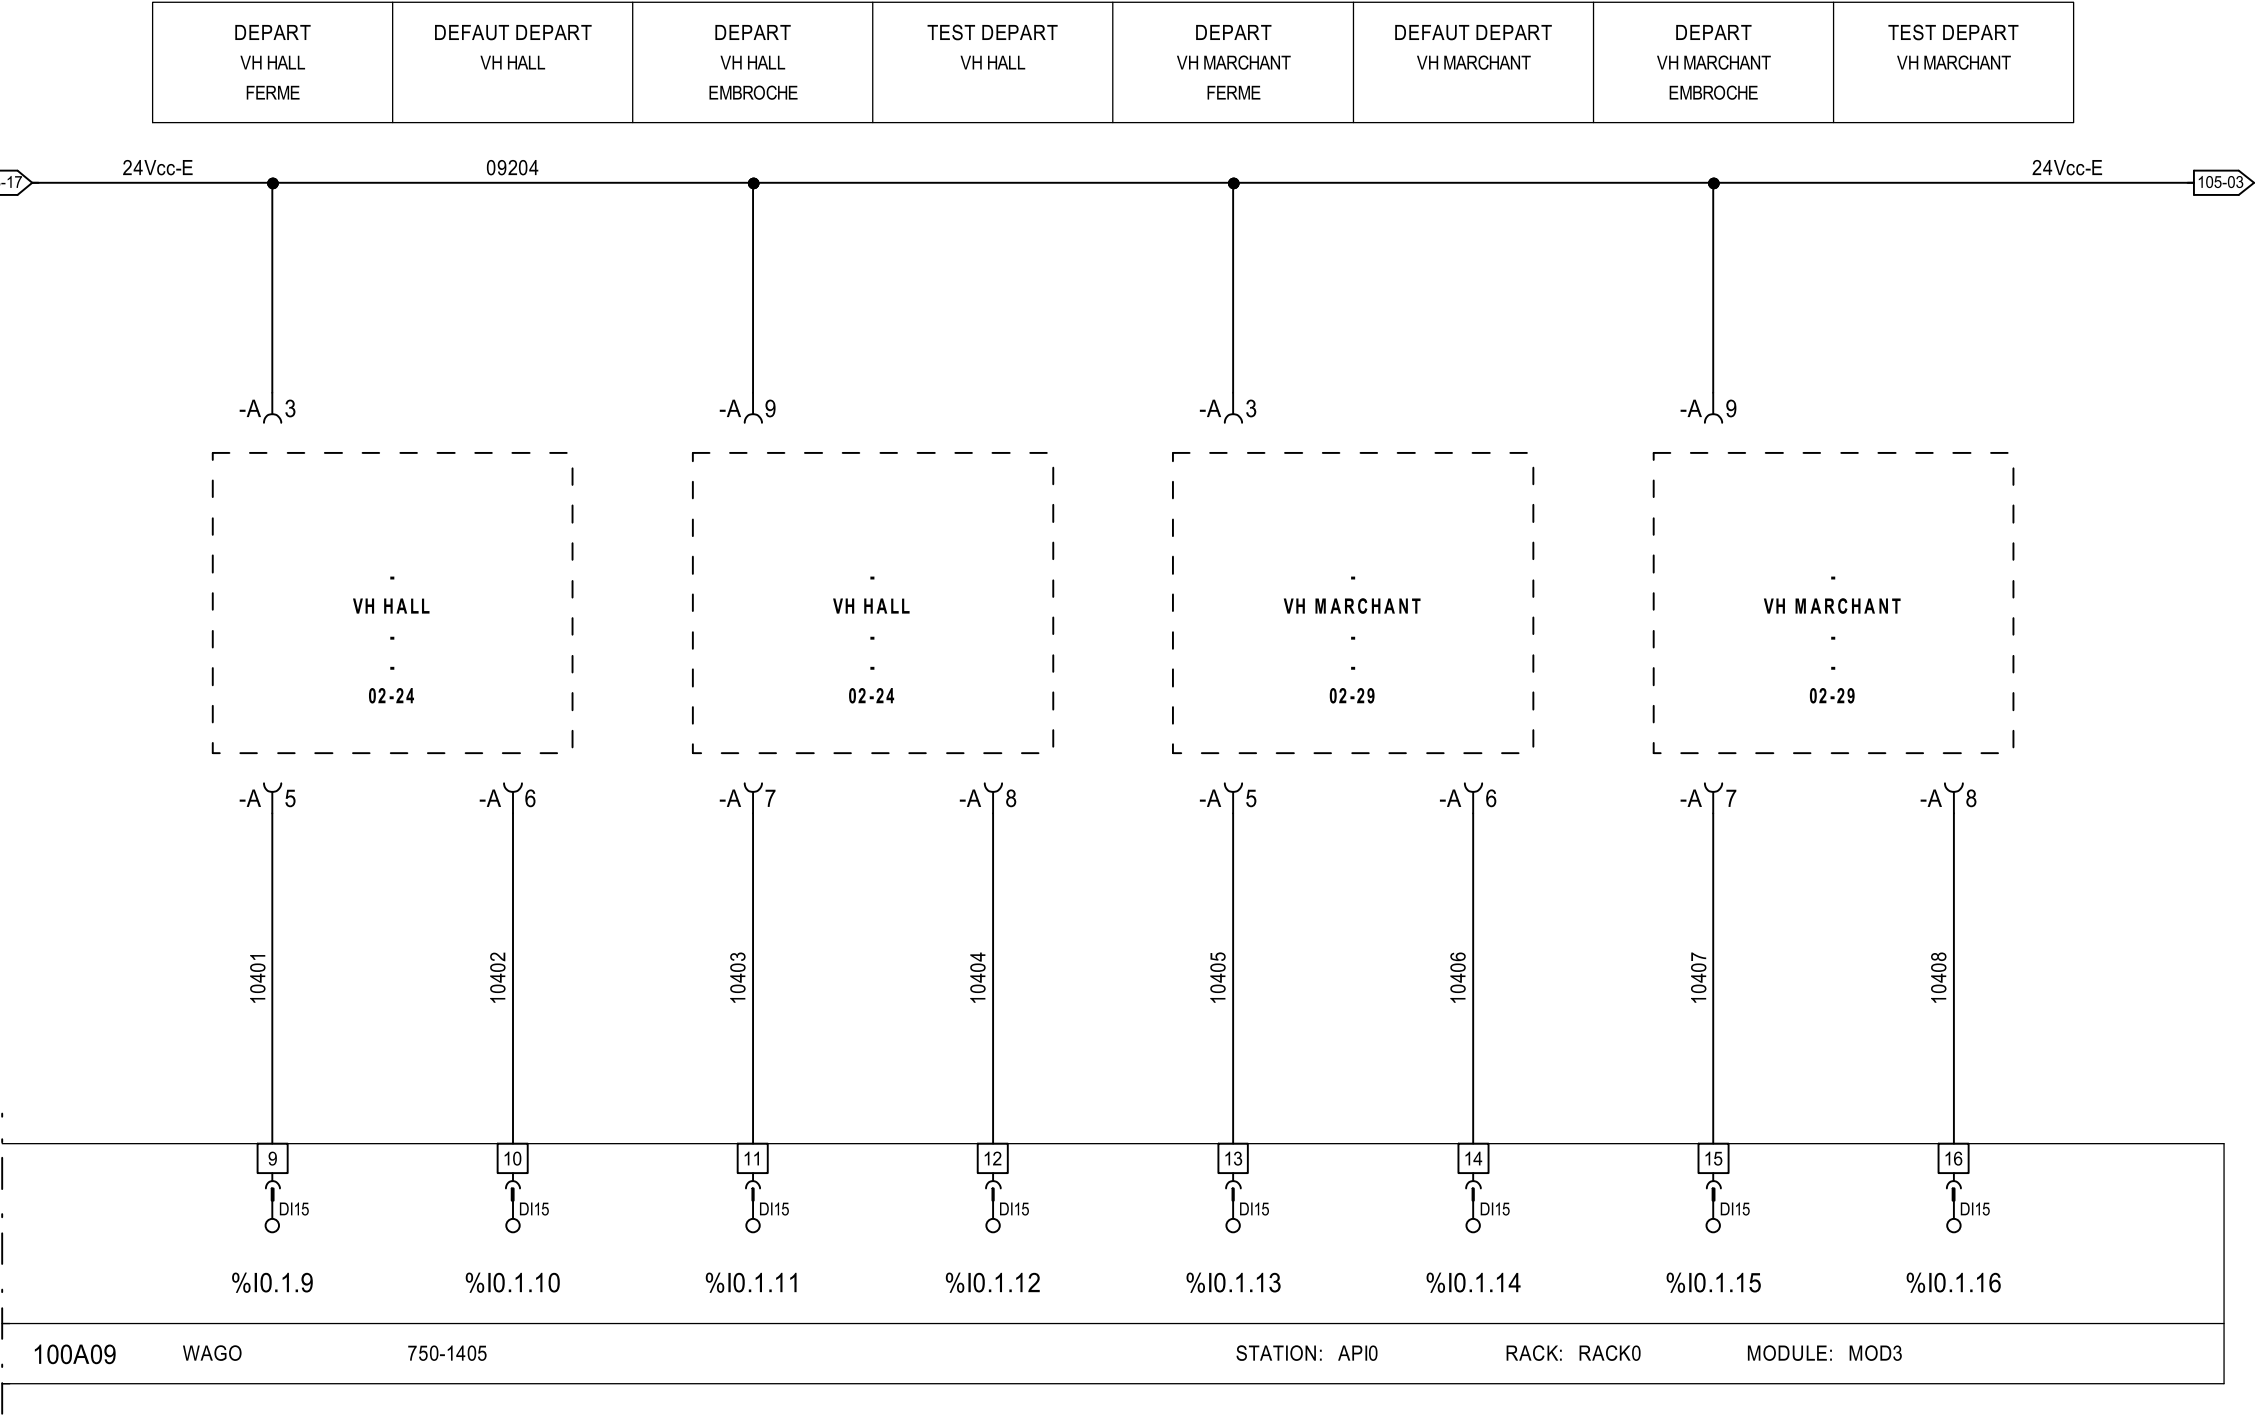 DEPART
VH HALL
FERME
DEFAUT DEPART
VH HALL
DEPART
VH HALL
EMBROCHE
TEST DEPART
VH HALL
DEPART
VH MARCHANT
FERME
DEFAUT DEPART
VH MARCHANT
DEPART
VH MARCHANT
EMBROCHE
TEST DEPART
VH MARCHANT
-17
24Vcc-E
09204
24Vcc-E
105-03
-A 3
-A 9
-A 3
-A 9
-
VH HALL
-
-
02-24
-
VH HALL
-
-
02-24
-
VH MARCHANT
-
-
02-29
-
VH MARCHANT
-
-
02-29
-A 5
-A 6
-A 7
-A 8
-A 5
-A 6
-A 7
-A 8
10401
10402
10403
10404
10405
10406
10407
10408
9
10
11
12
13
14
15
16
DI15
DI15
DI15
DI15
DI15
DI15
DI15
DI15
%I0.1.9
%I0.1.10
%I0.1.11
%I0.1.12
%I0.1.13
%I0.1.14
%I0.1.15
%I0.1.16
100A09 WAGO 750-1405 STATION: API0 RACK: RACK0 MODULE: MOD3